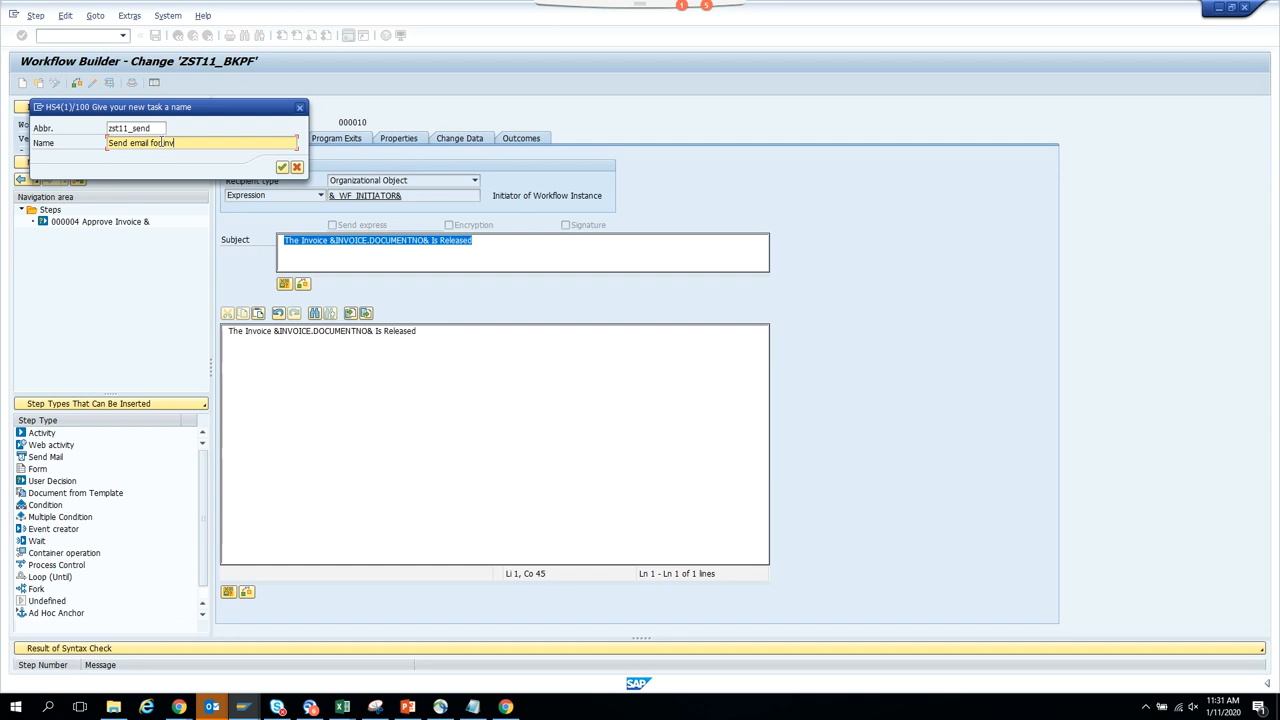 1
5
Step Edit Goto Extras System Help
Workflow Builder - Change 'ZST11_BKPF'
HS4(1)/100 Give your new task a name
Abbr. zst11_send
Name Send email for inv
000010
Program Exits Properties Change Data Outcomes
Recipient type Organizational Object
Expression &_WF_INITIATOR& Initiator of Workflow Instance
Send express Encryption Signature
Subject The Invoice &INVOICE.DOCUMENTNO& Is Released
Navigation area
Steps
000004 Approve Invoice &
The Invoice &INVOICE.DOCUMENTNO& Is Released
Step Types That Can Be Inserted
Step Type
Activity
Web activity
Send Mail
Form
User Decision
Document from Template
Condition
Multiple Condition
Event creator
Wait
Container operation
Process Control
Loop (Until)
Fork
Undefined
Ad Hoc Anchor
Li 1, Co 45 Ln 1 - Ln 1 of 1 lines
Result of Syntax Check
Step Number Message
SAP
11:31 AM
1/11/2020